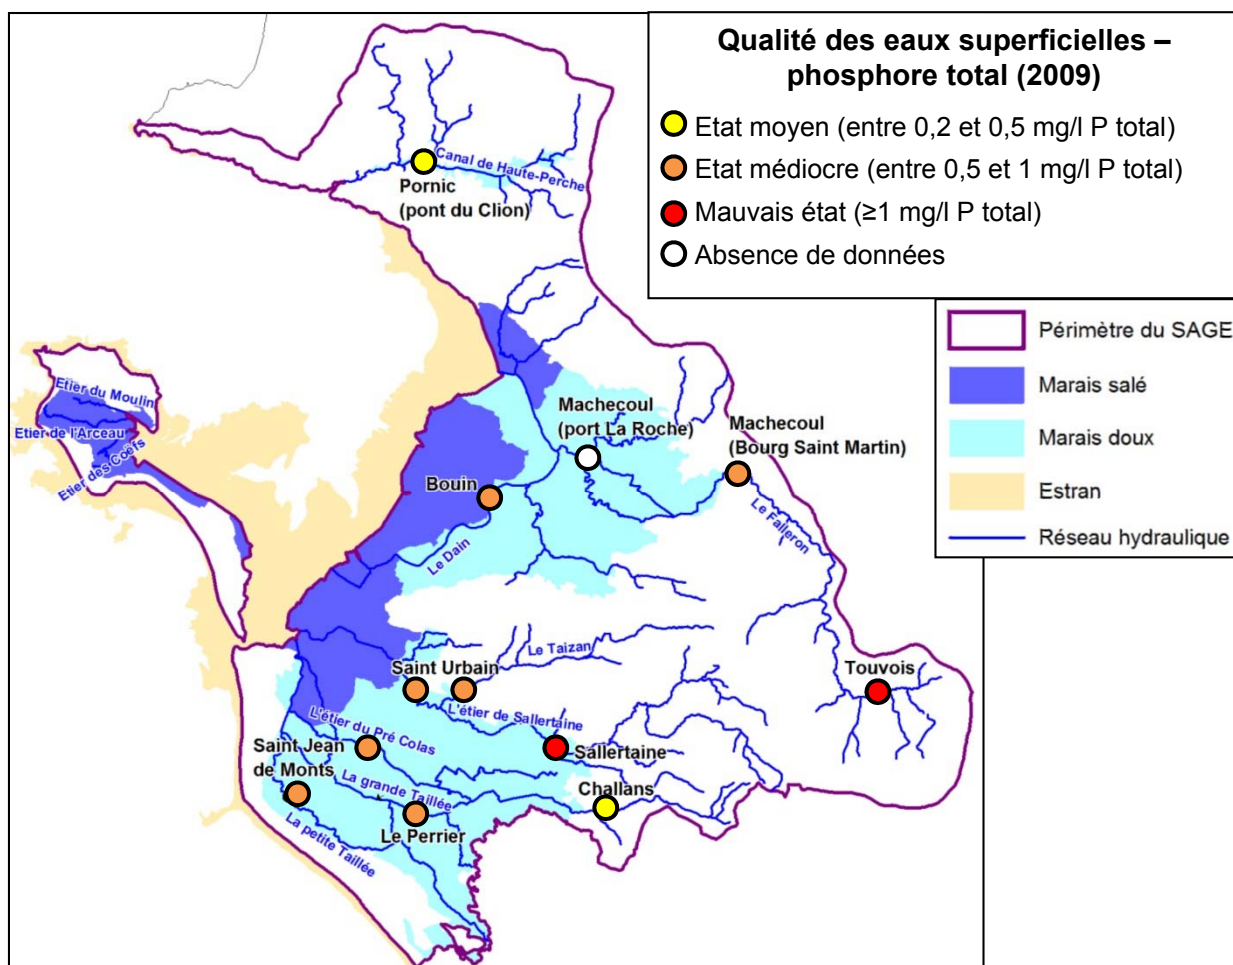 Qualité des eaux superficielles –
phosphore total (2009)
Etat moyen (entre 0,2 et 0,5 mg/l P total)
Etat médiocre (entre 0,5 et 1 mg/l P total)
Mauvais état (≥1 mg/l P total)
Absence de données
Périmètre du SAGE
Marais salé
Marais doux
Estran
Réseau hydraulique
Canal de Haute-Perche
Pornic
(pont du Clion)
Etier du Moulin
Etier de l'Arceau
Etier des Coefs
Machecoul
(port La Roche)
Machecoul
(Bourg Saint Martin)
Bouin
Le Dain
Le Falleron
Le Taizan
Saint Urbain
Touvois
L'étier de Sallertaine
L'étier du Pré Colas
Saint Jean
de Monts
Sallertaine
La grande Taillée
Challans
La petite Taillée
Le Perrier